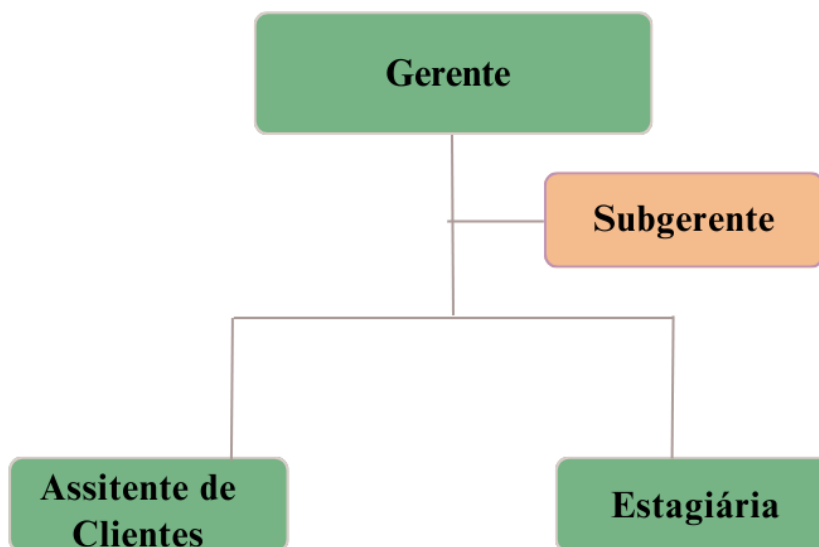 Gerente
Subgerente
Assitente de
Clientes
Estagiária